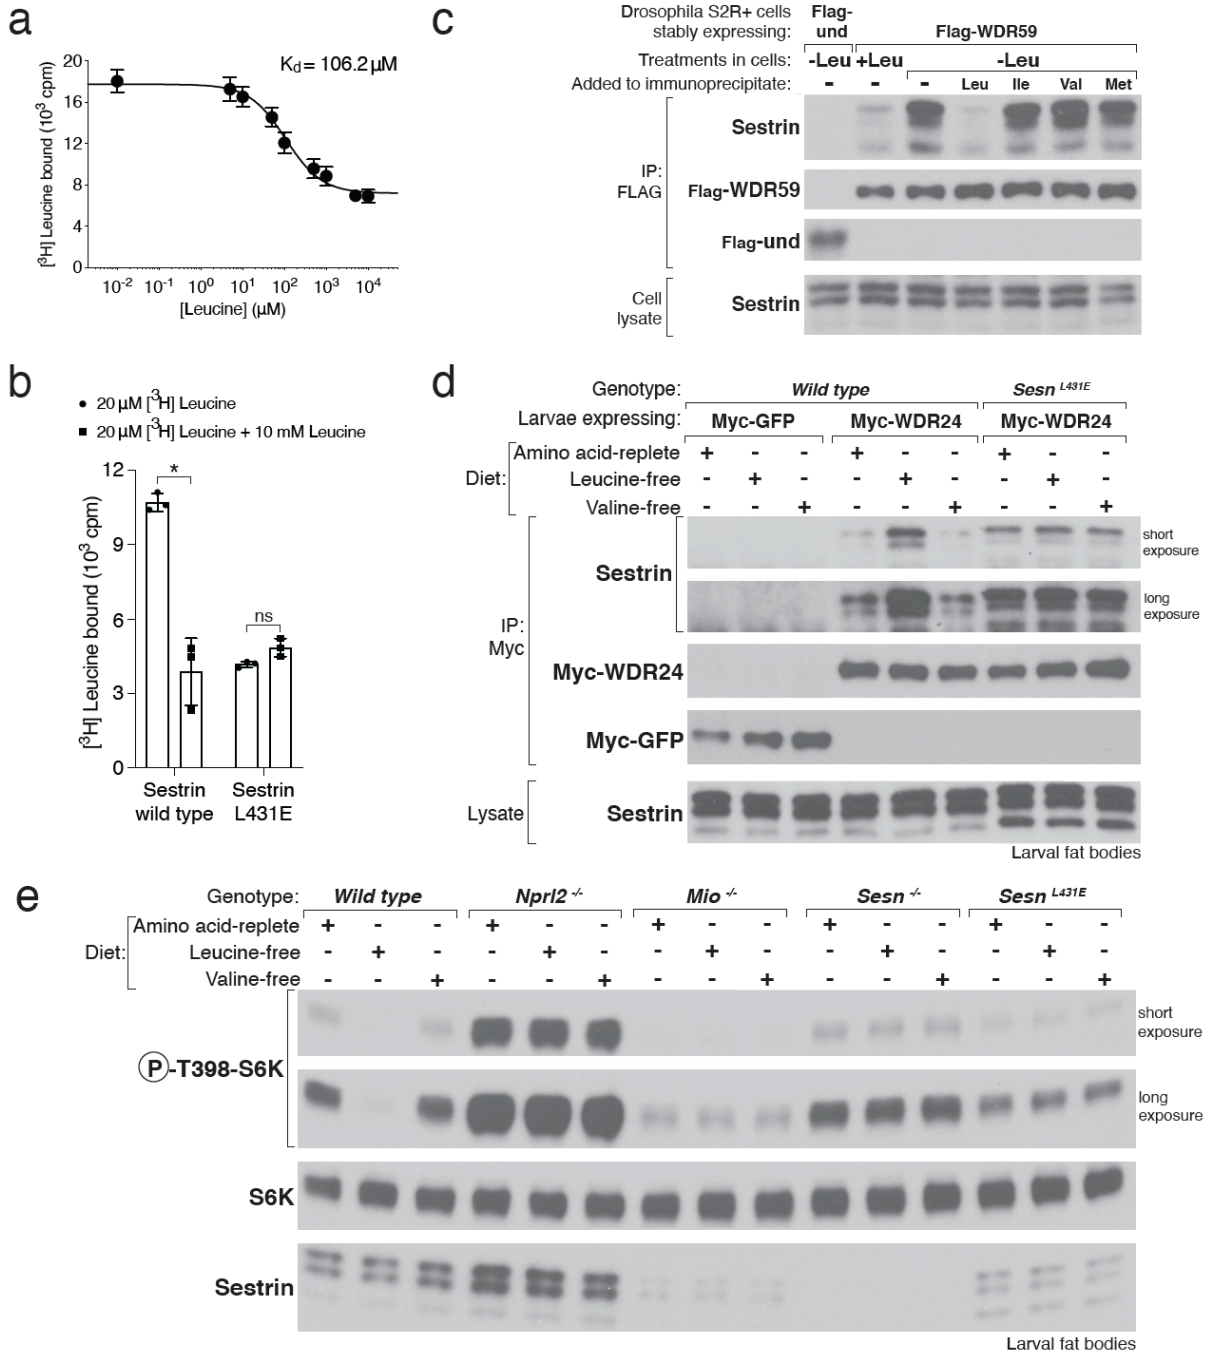 a
20
16
12
8
4
0
[³H] Leucine bound (10³ cpm)
Kd = 106.2 µM
10⁻² 10⁻¹ 10⁰ 10¹ 10² 10³ 10⁴
[Leucine] (µM)
c
Drosophila S2R+ cells stably expressing:
Flag-und
Flag-WDR59
Treatments in cells: -Leu +Leu -Leu
Added to immunoprecipitate: - - - Leu Ile Val Met
IP: FLAG
Sestrin
Flag-WDR59
Flag-und
Cell lysate
Sestrin
b
● 20 µM [³H] Leucine
■ 20 µM [³H] Leucine + 10 mM Leucine
12
9
6
3
0
[³H] Leucine bound (10³ cpm)
*
ns
Sestrin wild type
Sestrin L431E
d
Genotype: Wild type Sesn L431E
Larvae expressing: Myc-GFP Myc-WDR24 Myc-WDR24
Diet:
Amino acid-replete + - - + - - + - -
Leucine-free - + - - + - - + -
Valine-free - - + - - + - - +
IP: Myc
Sestrin
short exposure
long exposure
Myc-WDR24
Myc-GFP
Lysate
Sestrin
Larval fat bodies
e
Genotype: Wild type Nprl2 -/- Mio -/- Sesn -/- Sesn L431E
Diet:
Amino acid-replete + - - + - - + - - + - - + - -
Leucine-free - + - - + - - + - - + - - + -
Valine-free - - + - - + - - + - - + - - +
Ⓟ-T398-S6K
short exposure
long exposure
S6K
Sestrin
Larval fat bodies